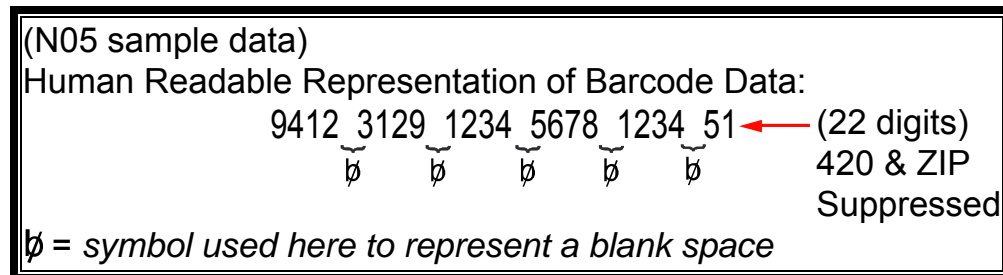 (N05 sample data)
Human Readable Representation of Barcode Data:
9412 3129 1234 5678 1234 51 (22 digits)
ƀ ƀ ƀ ƀ ƀ 420 & ZIP
Suppressed
ƀ = symbol used here to represent a blank space